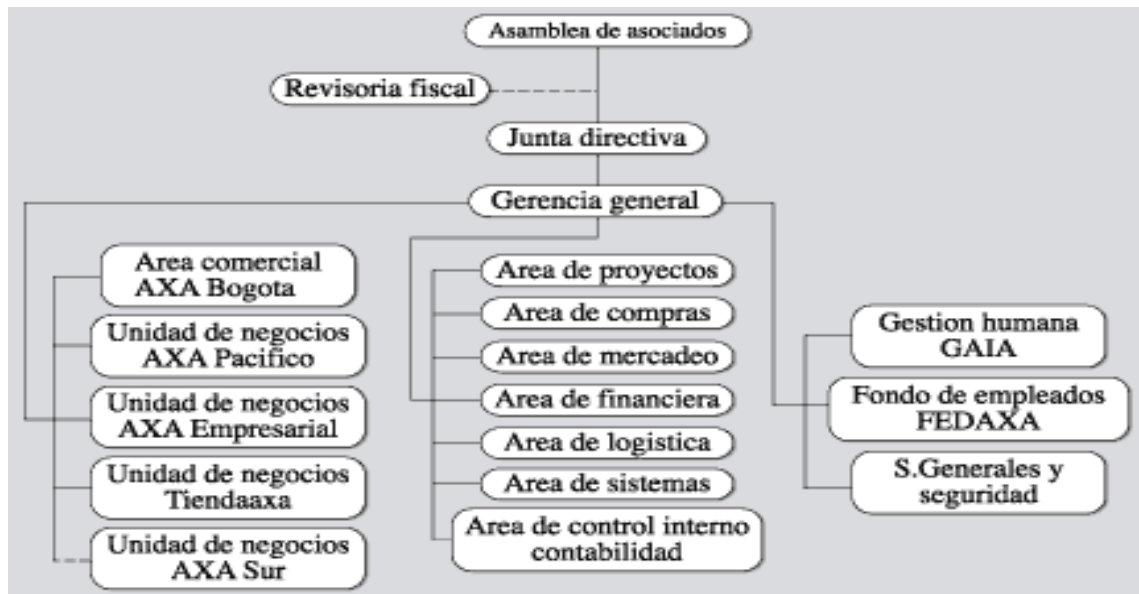 Asamblea de asociados
Revisoria fiscal
Junta directiva
Gerencia general
Area comercial
AXA Bogota
Unidad de negocios
AXA Pacifico
Unidad de negocios
AXA Empresarial
Unidad de negocios
Tiendaaxa
Unidad de negocios
AXA Sur
Area de proyectos
Area de compras
Area de mercadeo
Area de financiera
Area de logistica
Area de sistemas
Area de control interno
contabilidad
Gestion humana
GAIA
Fondo de empleados
FEDAXA
S.Generales y
seguridad